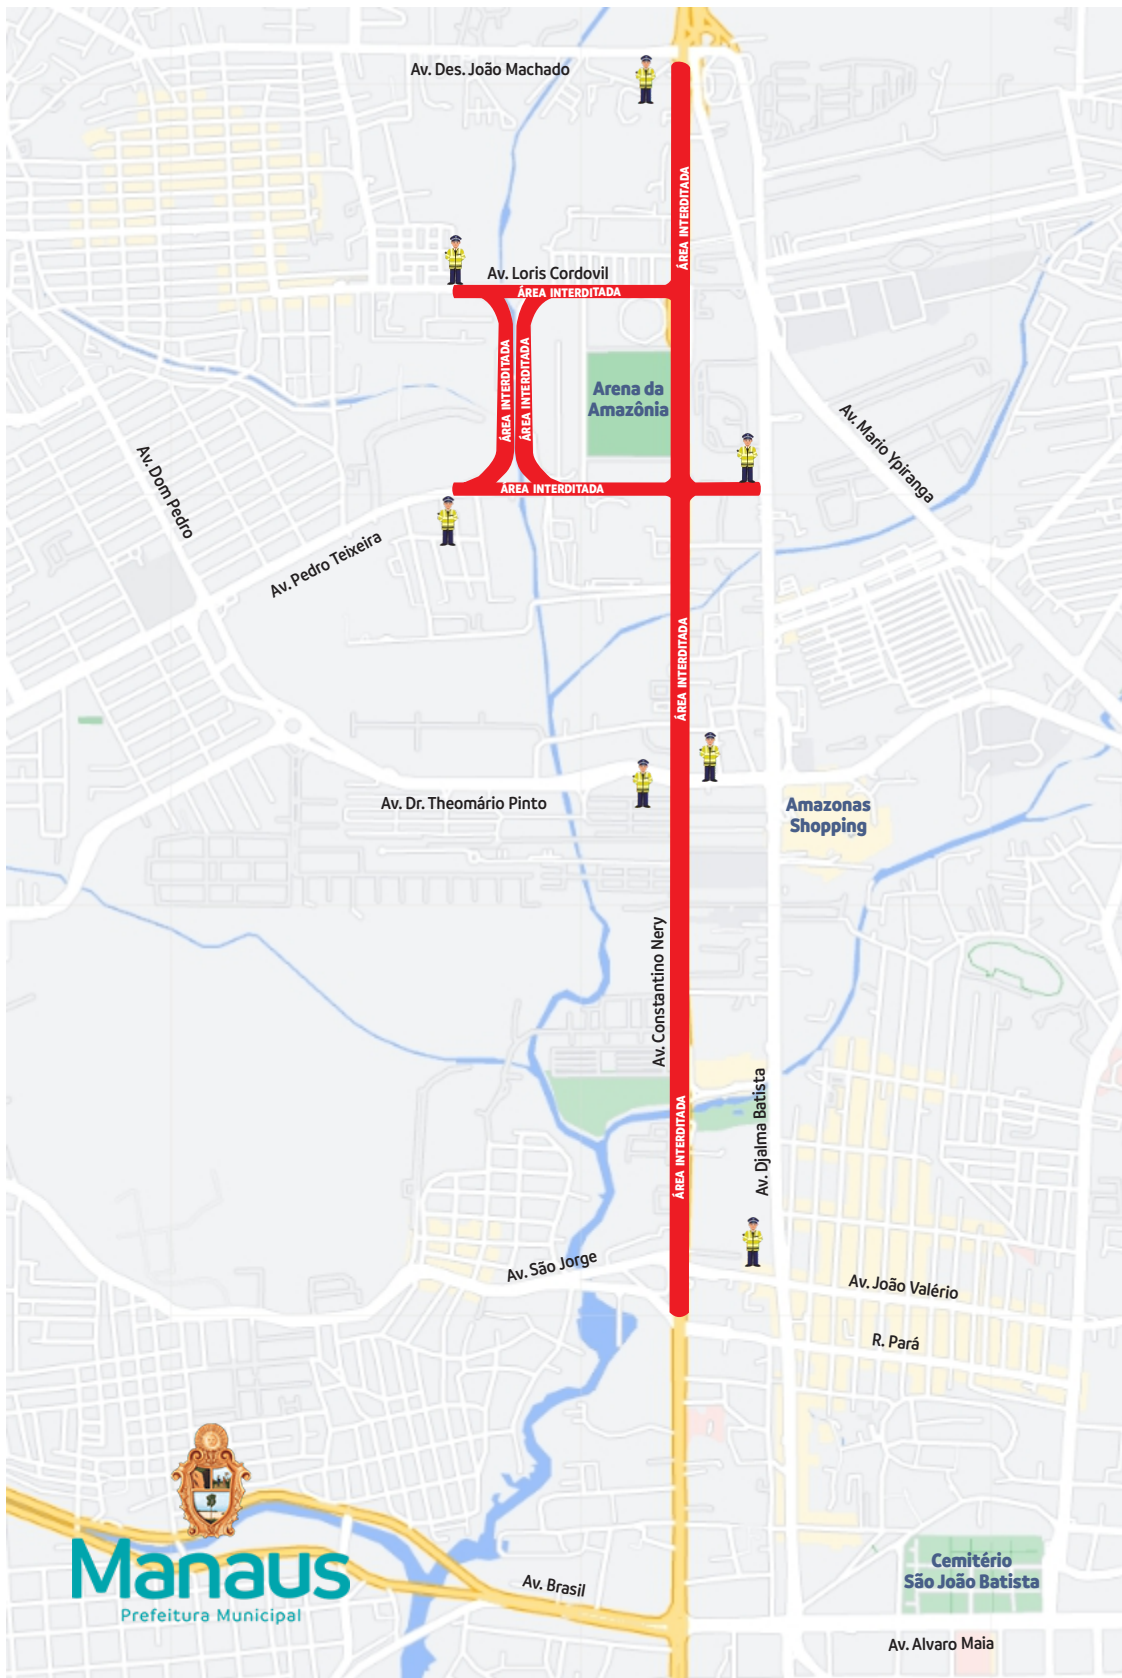 Av. Des. João Machado
ÁREA INTERDITADA
Av. Loris Cordovil
ÁREA INTERDITADA
ÁREA INTERDITADA
ÁREA INTERDITADA
Arena da
Amazônia
Av. Mario Ypiranga
Av. Dom Pedro
ÁREA INTERDITADA
Av. Pedro Teixeira
ÁREA INTERDITADA
Av. Dr. Theomário Pinto
Amazonas
Shopping
Av. Constantino Nery
Av. Djalma Batista
ÁREA INTERDITADA
Av. São Jorge
Av. João Valério
R. Pará
Manaus
Prefeitura Municipal
Av. Brasil
Cemitério
São João Batista
Av. Alvaro Maia